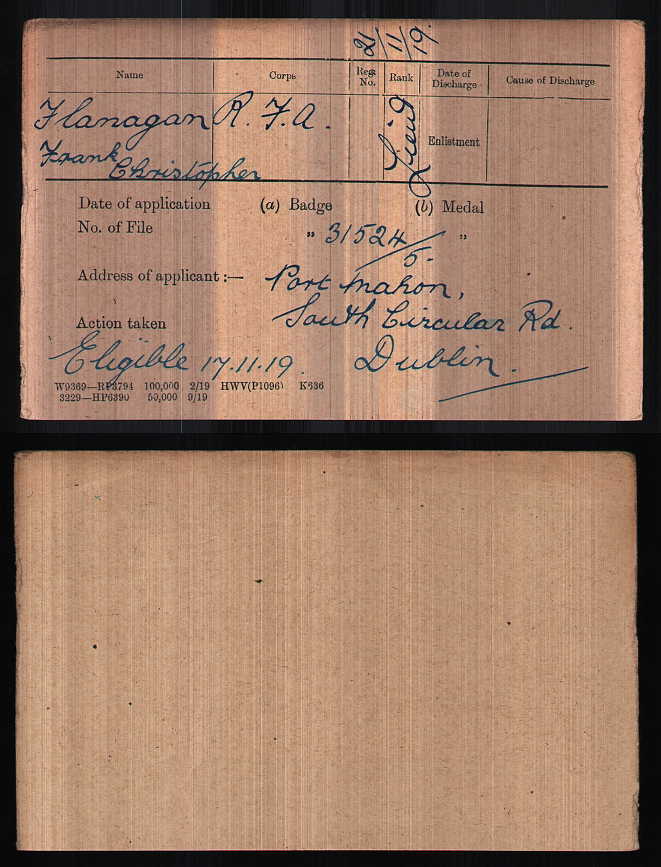 21/11/19.
Name Corps Regt. No. Rank Date of Discharge Cause of Discharge
Flanagan R. F.A. Lieut Enlistment
Frank
Christopher
Date of application (a) Badge (b) Medal
No. of File " 31524/5. "
Address of applicant:— Port Mahon,
Action taken South Circular Rd.
Eligible 17.11.19. Dublin.
W9369—RP3794 100,000 2/19 HWV(P1096) K636
3229—HP6390 50,000 9/19